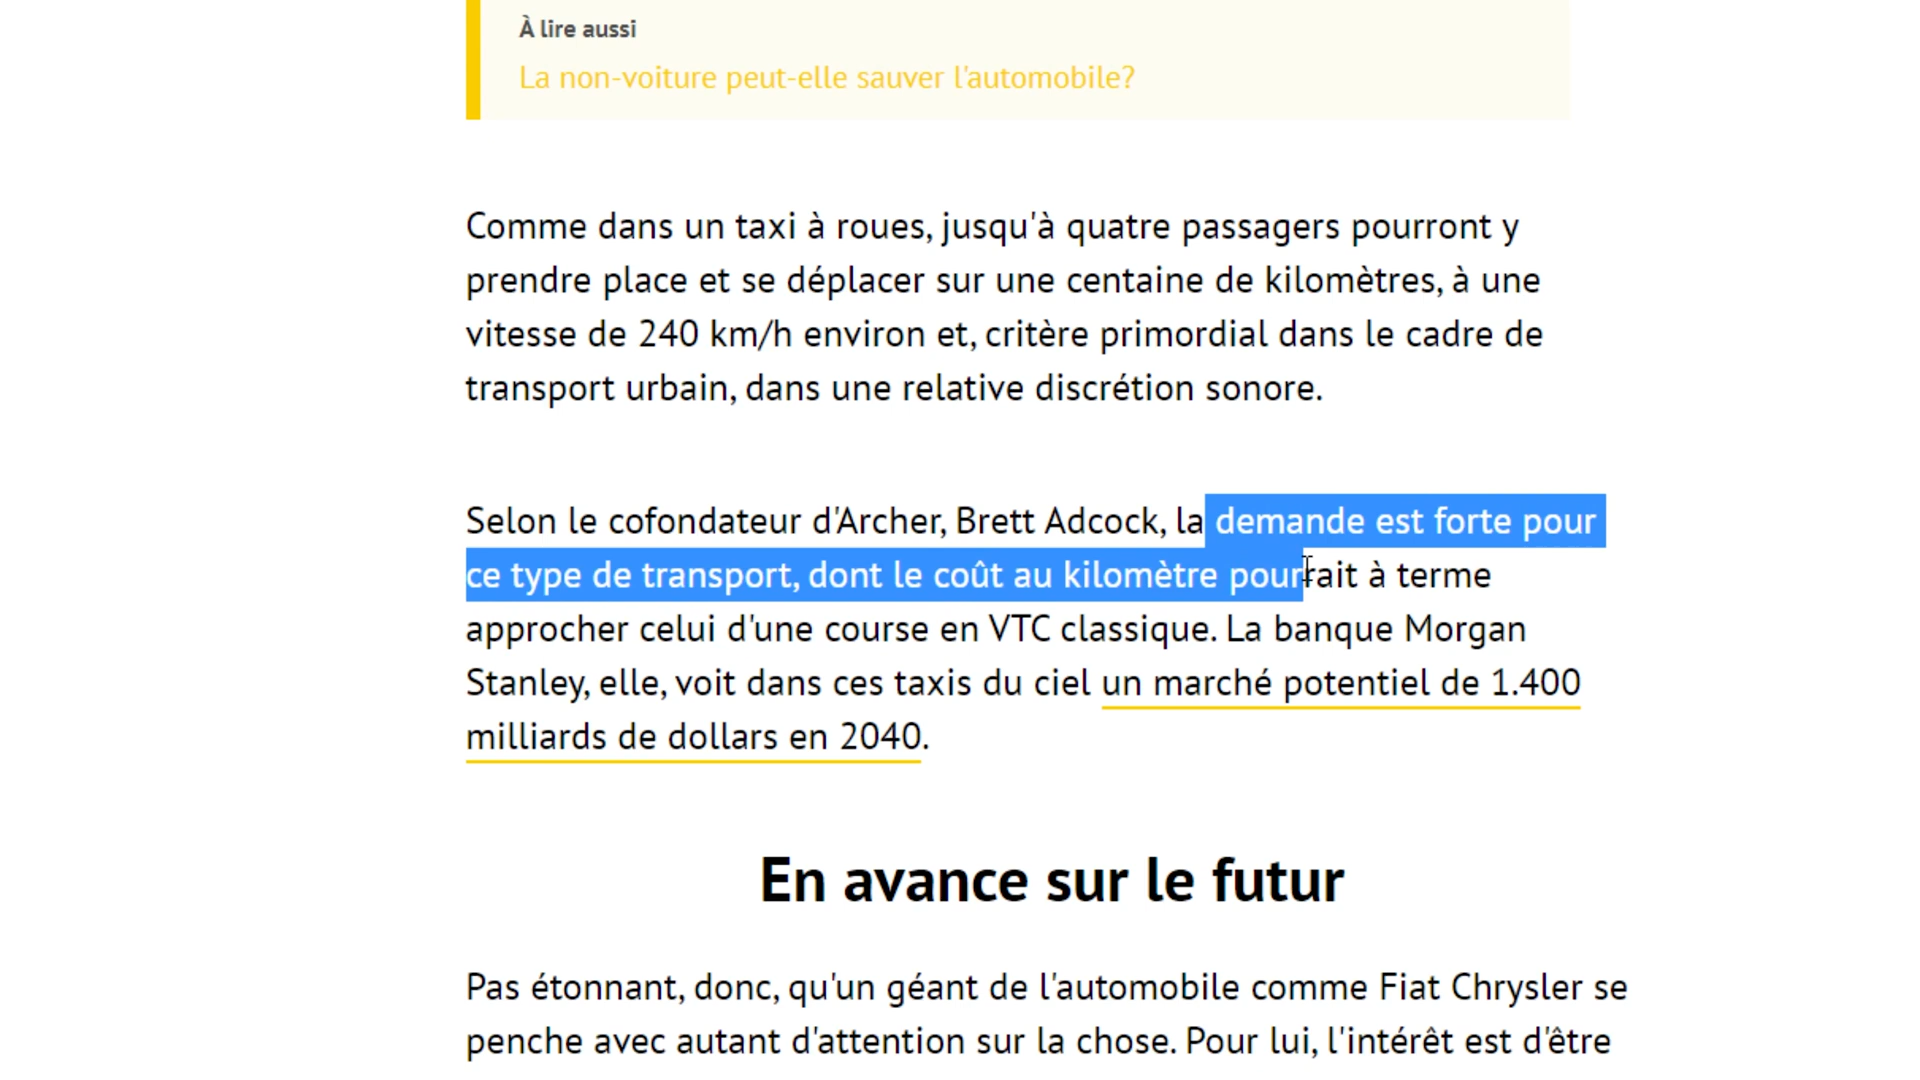 À lire aussi
La non-voiture peut-elle sauver l'automobile?
Comme dans un taxi à roues, jusqu'à quatre passagers pourront y
prendre place et se déplacer sur une centaine de kilomètres, à une
vitesse de 240 km/h environ et, critère primordial dans le cadre de
transport urbain, dans une relative discrétion sonore.
Selon le cofondateur d'Archer, Brett Adcock, la demande est forte pour
ce type de transport, dont le coût au kilomètre pourrait à terme
approcher celui d'une course en VTC classique. La banque Morgan
Stanley, elle, voit dans ces taxis du ciel un marché potentiel de 1.400
milliards de dollars en 2040.
En avance sur le futur
Pas étonnant, donc, qu'un géant de l'automobile comme Fiat Chrysler se
penche avec autant d'attention sur la chose. Pour lui, l'intérêt est d'être